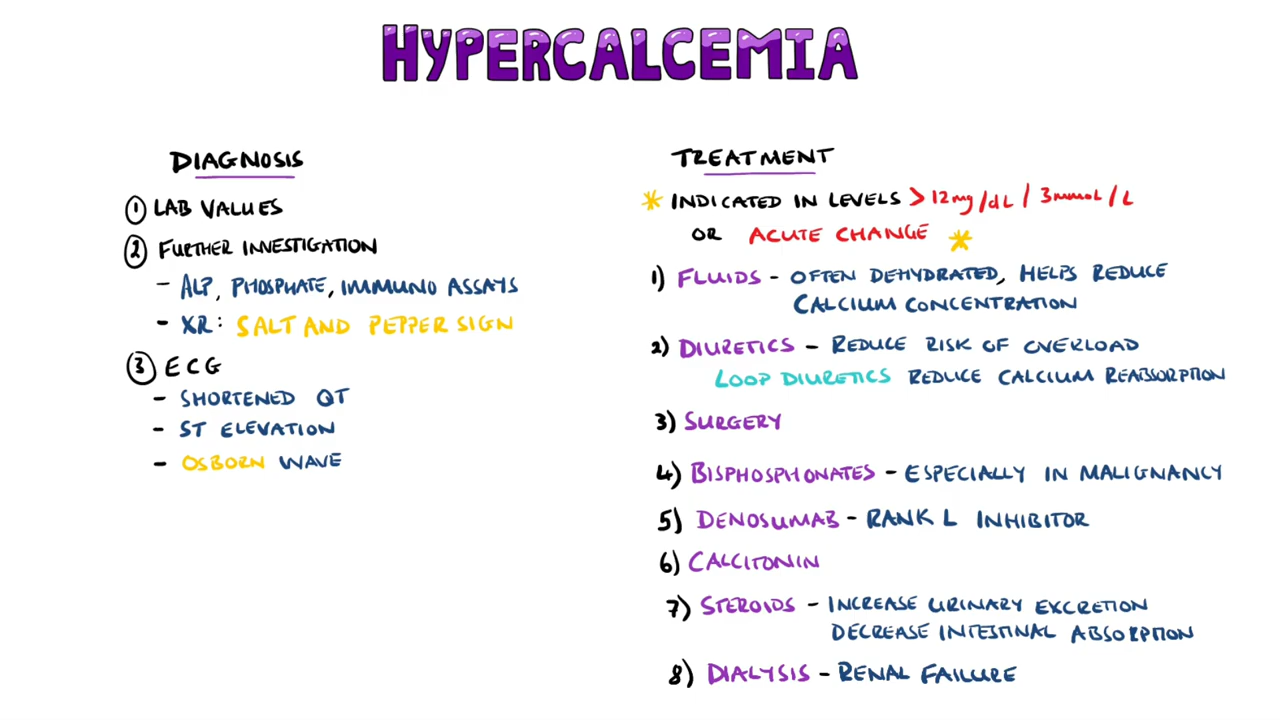 HYPERCALCEMIA
DIAGNOSIS
① LAB VALUES
② FURTHER INVESTIGATION
- ALP, PHOSPHATE, IMMUNO ASSAYS
- XR: SALT AND PEPPER SIGN
③ ECG
- SHORTENED QT
- ST ELEVATION
- OSBORN WAVE
TREATMENT
* INDICATED IN LEVELS > 12mg/dL / 3mmol/L
OR ACUTE CHANGE *
1) FLUIDS - OFTEN DEHYDRATED, HELPS REDUCE
CALCIUM CONCENTRATION
2) DIURETICS - REDUCE RISK OF OVERLOAD
LOOP DIURETICS REDUCE CALCIUM REABSORPTION
3) SURGERY
4) BISPHOSPHONATES - ESPECIALLY IN MALIGNANCY
5) DENOSUMAB - RANK L INHIBITOR
6) CALCITONIN
7) STEROIDS - INCREASE URINARY EXCRETION
DECREASE INTESTINAL ABSORPTION
8) DIALYSIS - RENAL FAILURE